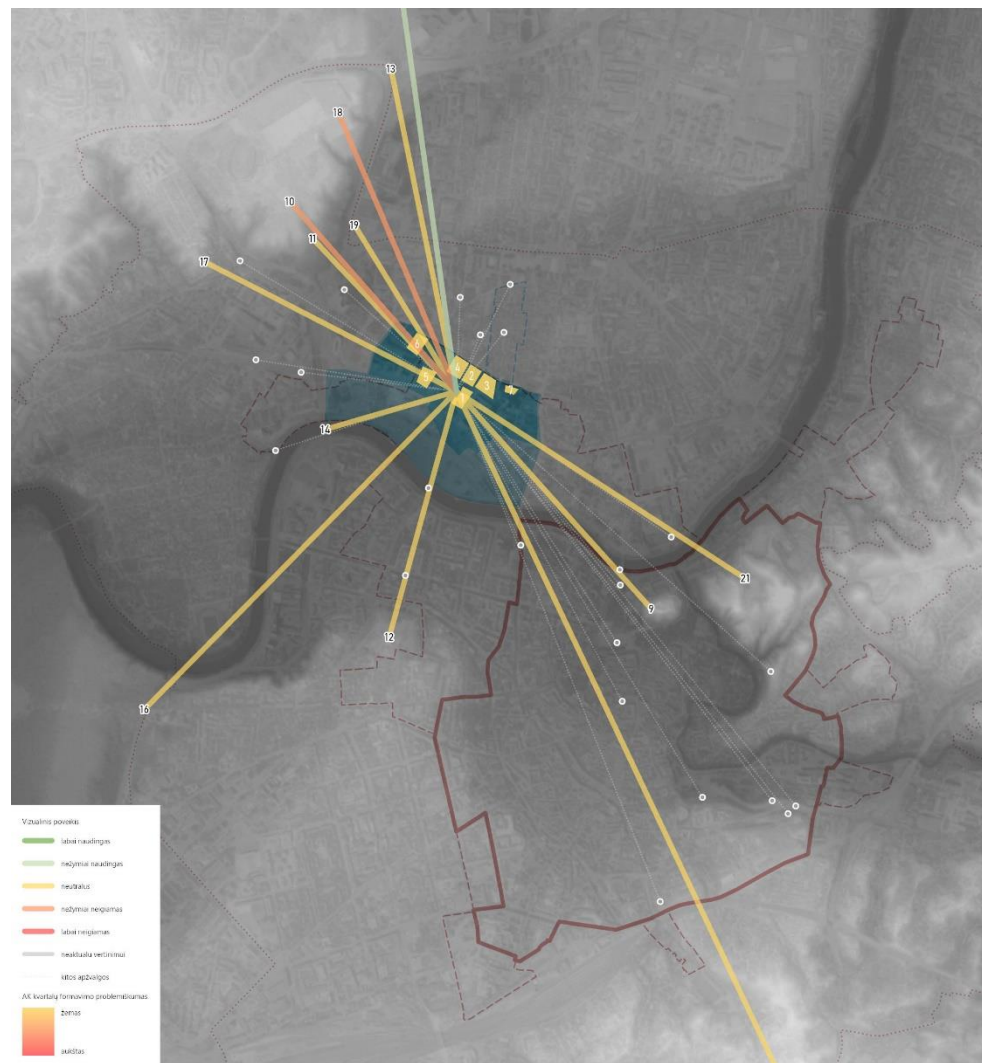 13
18
10
19
11
17
6
4
2
5
3
1
14
21
9
12
16
Vizualinis poveikis
labai naudingas
nežymiai naudingas
neutralus
nežymiai neigiamas
labai neigiamas
neaktualu vertinimui
kitos apžvalgos
AK kvartalų formavimo problemiškumas
žemas
aukštas